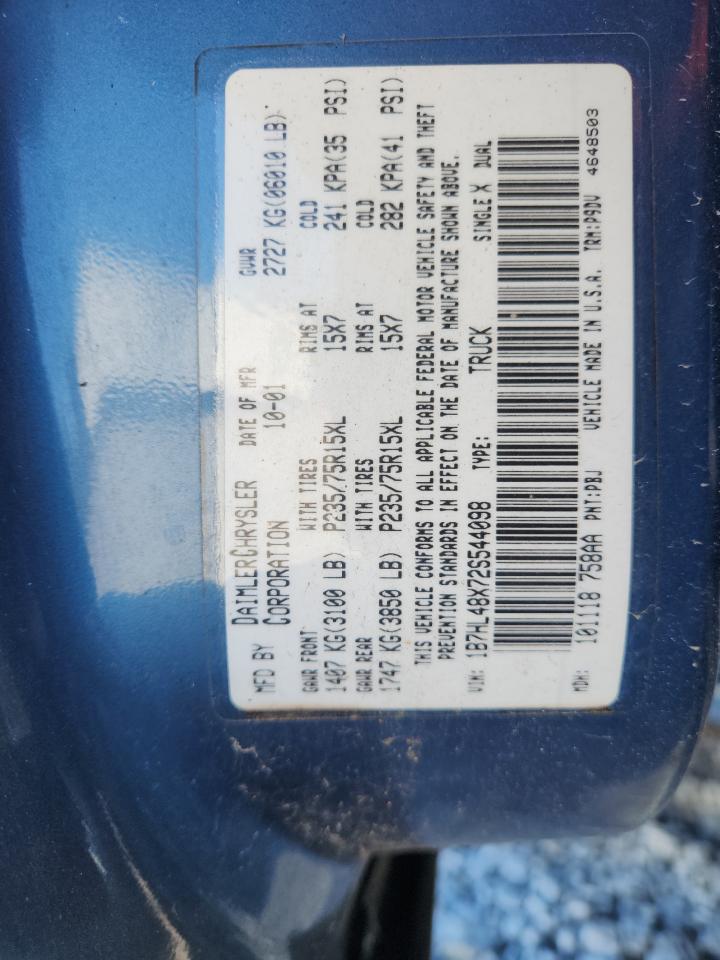 MFD BY DAIMLERCHRYSLER DATE OF MFR GVWR
CORPORATION 10-01 2727 KG(06010 LB)
GAWR FRONT WITH TIRES RIMS AT COLD
1407 KG(3100 LB) P235/75R15XL 15X7 241 KPA(35 PSI)
GAWR REAR WITH TIRES RIMS AT COLD
1747 KG(3850 LB) P235/75R15XL 15X7 282 KPA(41 PSI)
THIS VEHICLE CONFORMS TO ALL APPLICABLE FEDERAL MOTOR VEHICLE SAFETY AND THEFT
PREVENTION STANDARDS IN EFFECT ON THE DATE OF MANUFACTURE SHOWN ABOVE.
VIN: 1B7HL48X72S544098 TYPE: TRUCK SINGLE X DUAL
MDH: 101118 758AA PNT:PBJ VEHICLE MADE IN U.S.A. TRM:P9DV 4648503